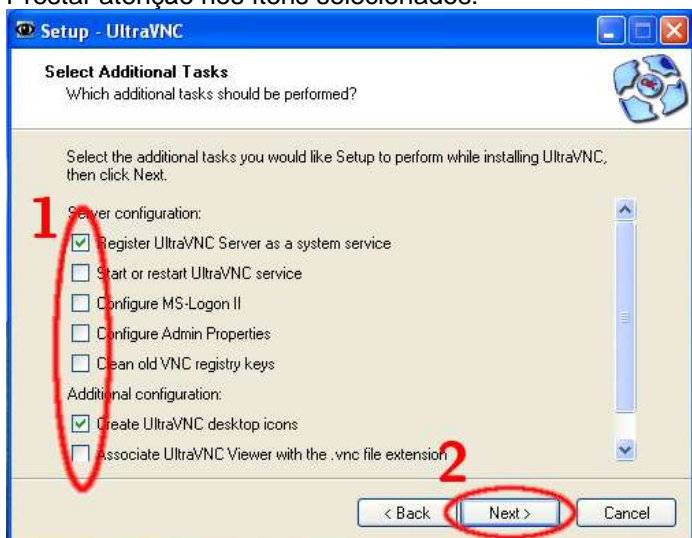 Prestar atenção nos itens selecionados.
Setup - UltraVNC
Select Additional Tasks
Which additional tasks should be performed?
Select the additional tasks you would like Setup to perform while installing UltraVNC,
then click Next.
1
Server configuration:
Register UltraVNC Server as a system service
Start or restart UltraVNC service
Configure MS-Logon II
Configure Admin Properties
Clean old VNC registry keys
Additional configuration:
Create UltraVNC desktop icons
Associate UltraVNC Viewer with the .vnc file extension
2
< Back Next > Cancel